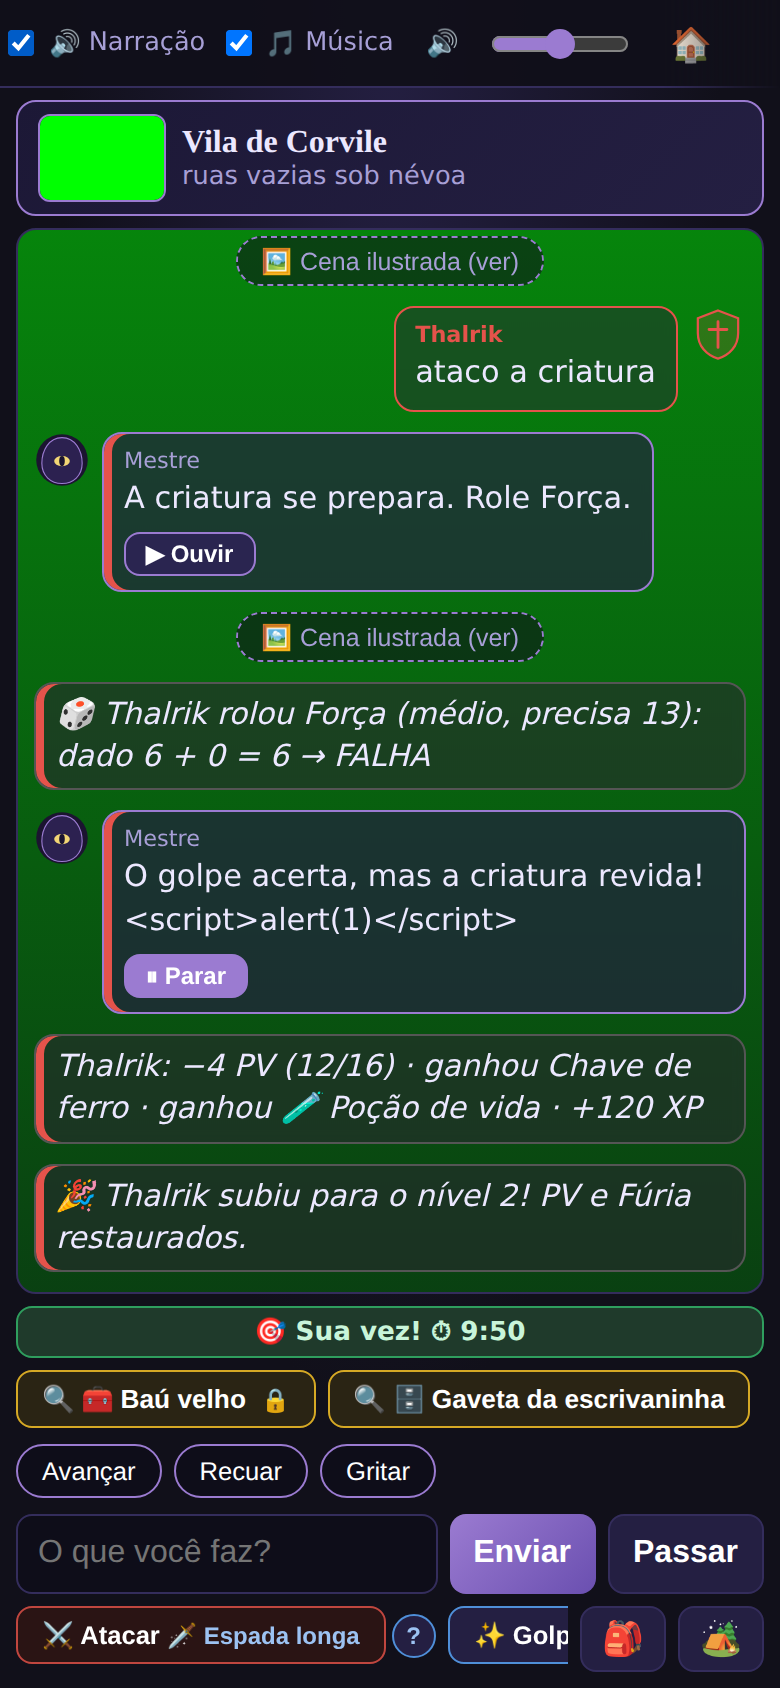 🔊 Narração 🎵 Música 🔊 🏠
Vila de Corvile
ruas vazias sob névoa
🖼️ Cena ilustrada (ver)
Thalrik
ataco a criatura
Mestre
A criatura se prepara. Role Força.
▶ Ouvir
🖼️ Cena ilustrada (ver)
🎲 Thalrik rolou Força (médio, precisa 13):
dado 6 + 0 = 6 → FALHA
Mestre
O golpe acerta, mas a criatura revida!
<script>alert(1)</script>
⏸ Parar
Thalrik: −4 PV (12/16) · ganhou Chave de
ferro · ganhou 🧪 Poção de vida · +120 XP
🎉 Thalrik subiu para o nível 2! PV e Fúria
restaurados.
🎯 Sua vez! ⏱ 9:50
🔍 🧰 Baú velho 🔒 🔍 🗄️ Gaveta da escrivaninha
Avançar Recuar Gritar
O que você faz? Enviar Passar
⚔️ Atacar 🗡️ Espada longa ? ✨ Golp 🎒 🏕️